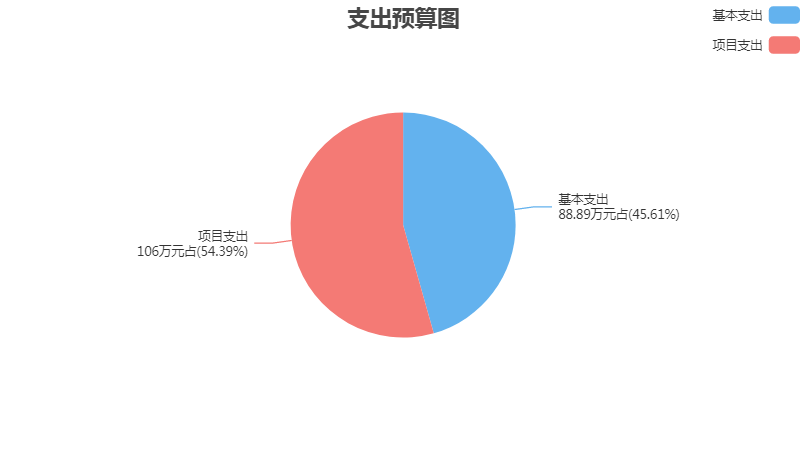 支出预算图
基本支出
项目支出
基本支出
88.89万元占(45.61%)
项目支出
106万元占(54.39%)